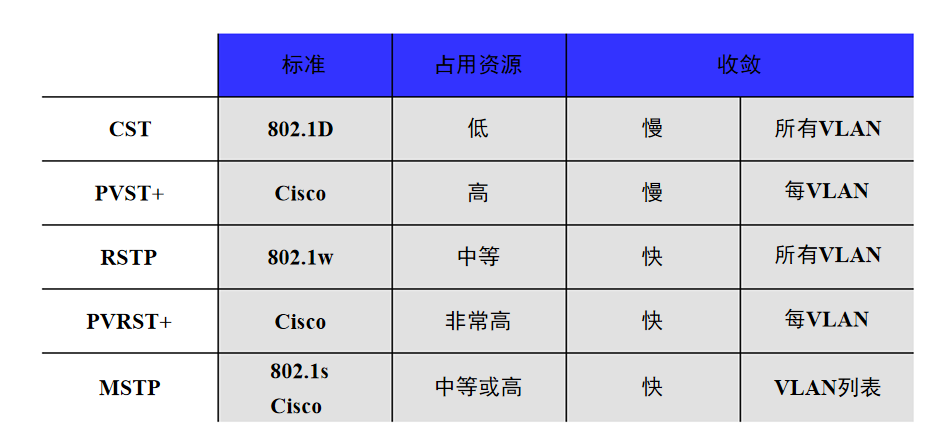 标准 占用资源 收敛
CST 802.1D 低 慢 所有VLAN
PVST+ Cisco 高 慢 每VLAN
RSTP 802.1w 中等 快 所有VLAN
PVRST+ Cisco 非常高 快 每VLAN
MSTP 802.1s Cisco 中等或高 快 VLAN列表